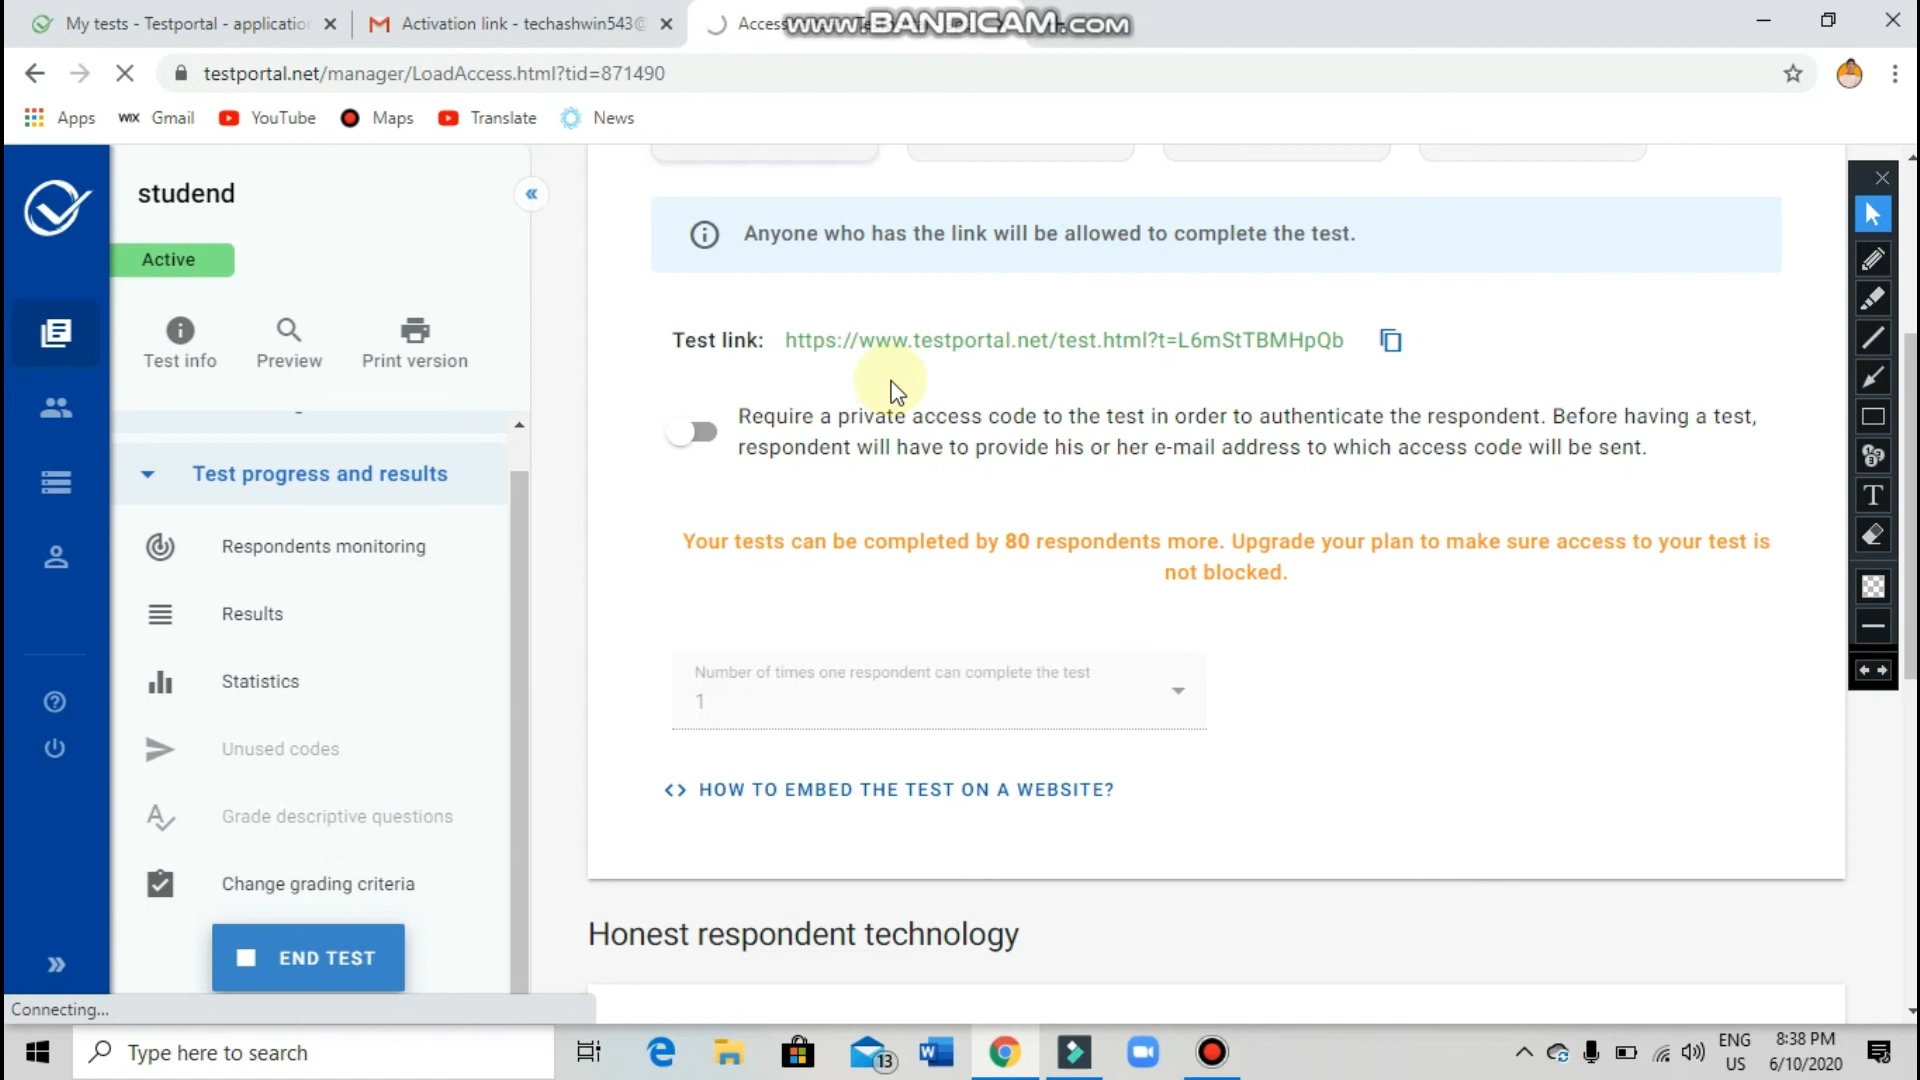 My tests - Testportal - application
Activation link - techashwin543@
Access
www.BANDICAM.com
testportal.net/manager/LoadAccess.html?tid=871490
Apps
WIX Gmail
YouTube
Maps
Translate
News
studend
Active
Test info
Preview
Print version
Test progress and results
Respondents monitoring
Results
Statistics
Unused codes
Grade descriptive questions
Change grading criteria
END TEST
Connecting...
Anyone who has the link will be allowed to complete the test.
Test link: https://www.testportal.net/test.html?t=L6mStTBMHpQb
Require a private access code to the test in order to authenticate the respondent. Before having a test,
respondent will have to provide his or her e-mail address to which access code will be sent.
Your tests can be completed by 80 respondents more. Upgrade your plan to make sure access to your test is
not blocked.
Number of times one respondent can complete the test
1
<> HOW TO EMBED THE TEST ON A WEBSITE?
Honest respondent technology
T
Type here to search
13
ENG
US
8:38 PM
6/10/2020